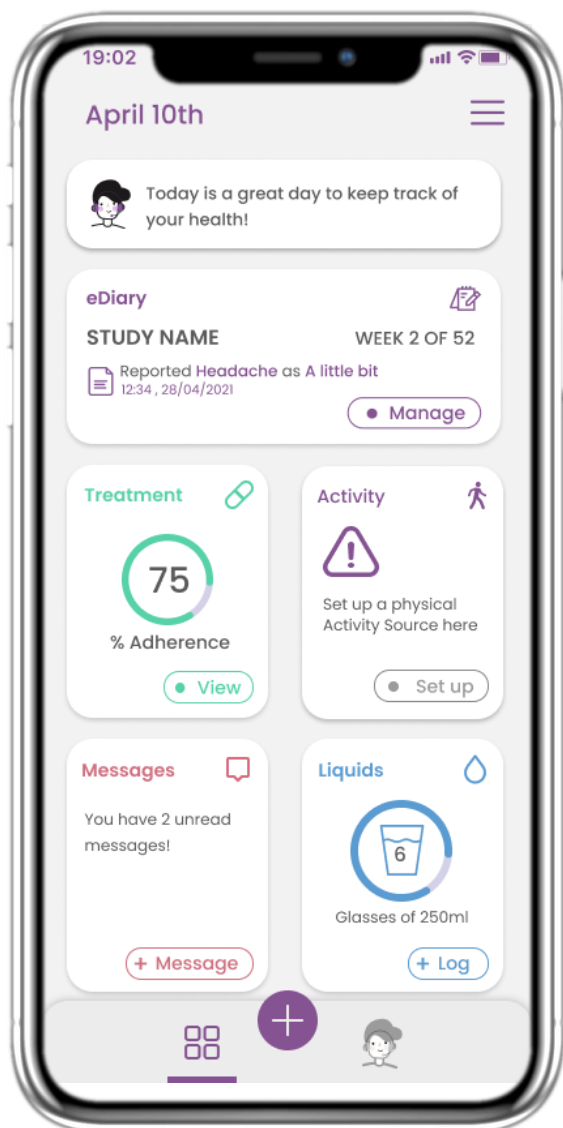 19:02
April 10th
Today is a great day to keep track of
your health!
eDiary
STUDY NAME
WEEK 2 OF 52
Reported Headache as A little bit
12:34 , 28/04/2021
Manage
Treatment
75
% Adherence
View
Activity
Set up a physical
Activity Source here
Set up
Messages
You have 2 unread
messages!
+ Message
Liquids
6
Glasses of 250ml
+ Log